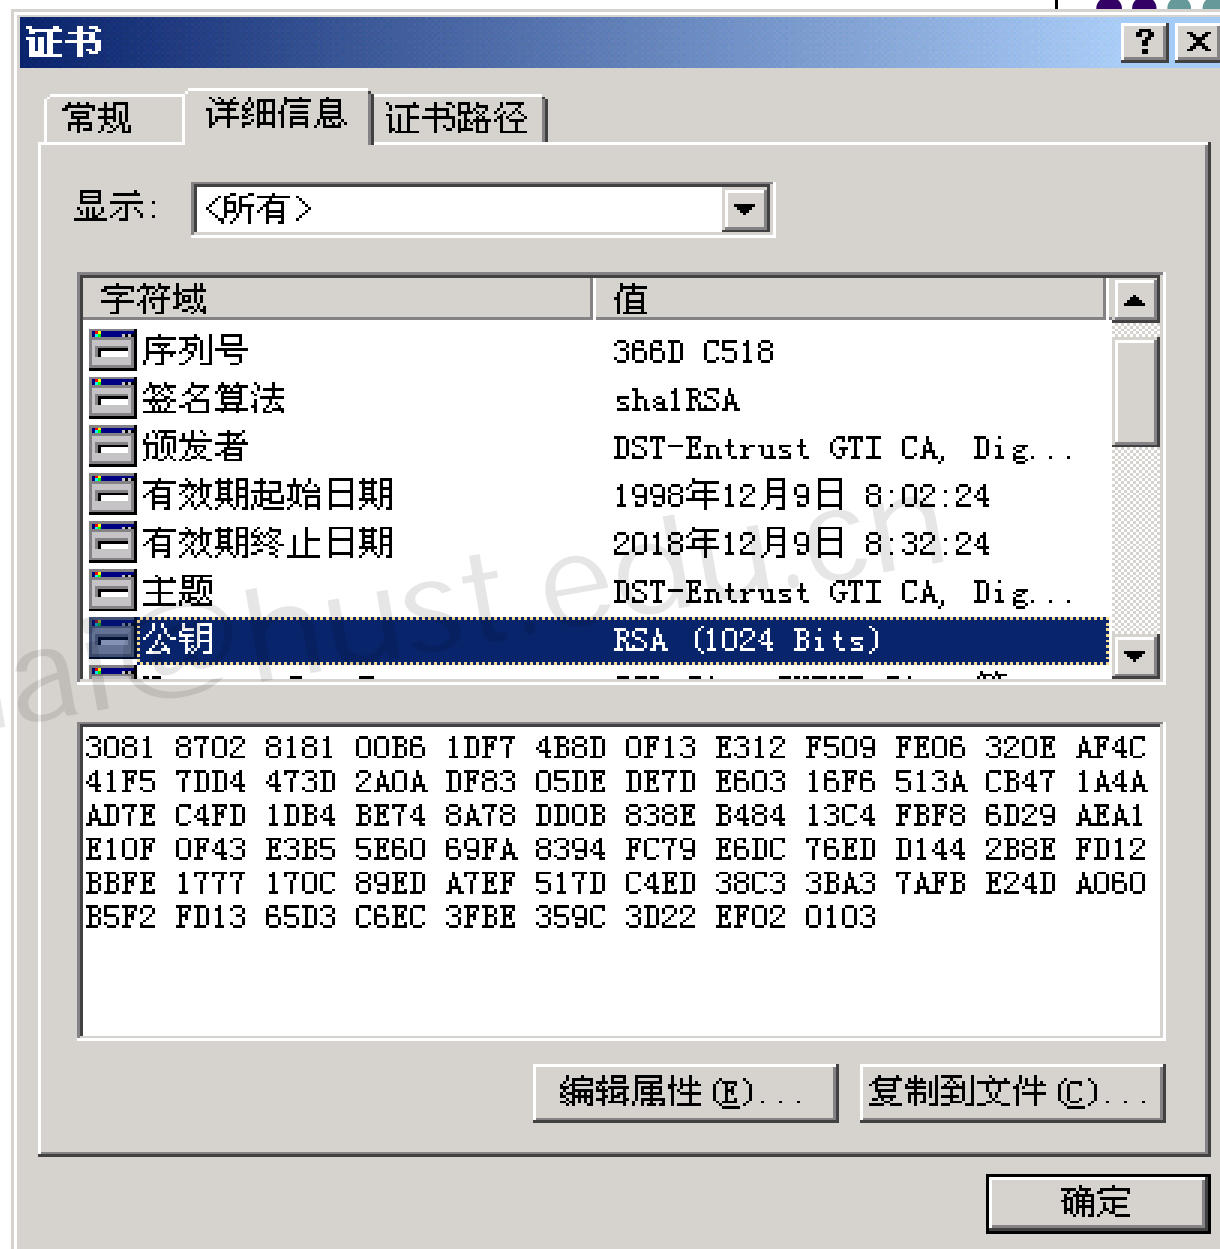 证书
常规 详细信息 证书路径
显示: <所有>
字符域 值
序列号 366D C518
签名算法 sha1RSA
颁发者 DST-Entrust GTI CA, Dig...
有效期起始日期 1998年12月9日 8:02:24
有效期终止日期 2018年12月9日 8:32:24
主题 DST-Entrust GTI CA, Dig...
公钥 RSA (1024 Bits)
3081 8702 8181 00B6 1DF7 4B8D 0F13 E312 F509 FE06 320E AF4C
41F5 7DD4 473D 2A0A DF83 05DE DE7D E603 16F6 513A CB47 1A4A
AD7E C4FD 1DB4 BE74 8A78 DD0B 838E B484 13C4 FBF8 6D29 AEA1
E10F 0F43 E3B5 5E60 69FA 8394 FC79 E6DC 76ED D144 2B8E FD12
BBFE 1777 170C 89ED A7EF 517D C4ED 38C3 3BA3 7AFB E24D A060
B5F2 FD13 65D3 C6EC 3FBE 359C 3D22 EF02 0103
编辑属性(E)... 复制到文件(C)...
确定
hai@hust.edu.cn